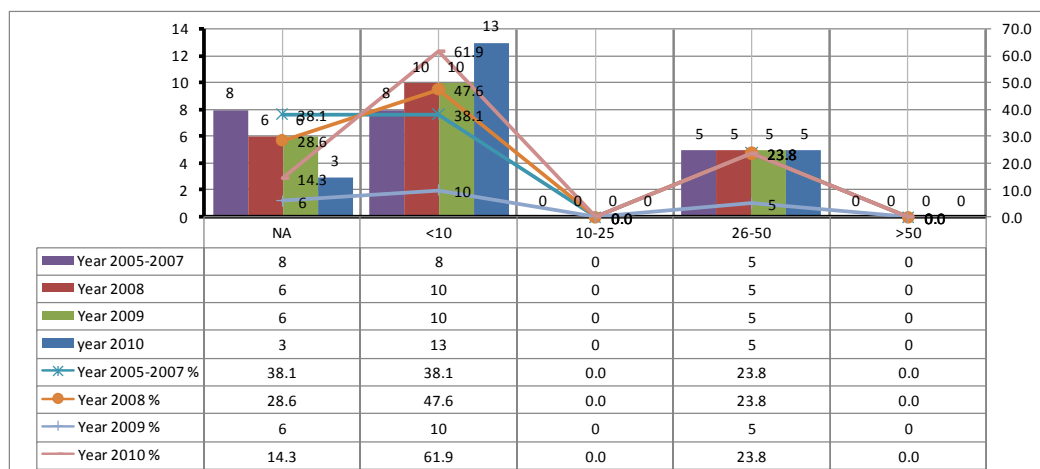 14 13 70.0
12 61.9 60.0
10 10 10 50.0
8 8 8 38.1 47.6 38.1 40.0
6 6 6 28.6 5 5 5 5 30.0
4 3 14.3 23.8 20.0
2 6 10 0 0 0 0 5 0 0 0 0 10.0
0 0.0 0.0 0.0
NA <10 10-25 26-50 >50
Year 2005-2007 8 8 0 5 0
Year 2008 6 10 0 5 0
Year 2009 6 10 0 5 0
year 2010 3 13 0 5 0
Year 2005-2007 % 38.1 38.1 0.0 23.8 0.0
Year 2008 % 28.6 47.6 0.0 23.8 0.0
Year 2009 % 6 10 0 5 0
Year 2010 % 14.3 61.9 0.0 23.8 0.0